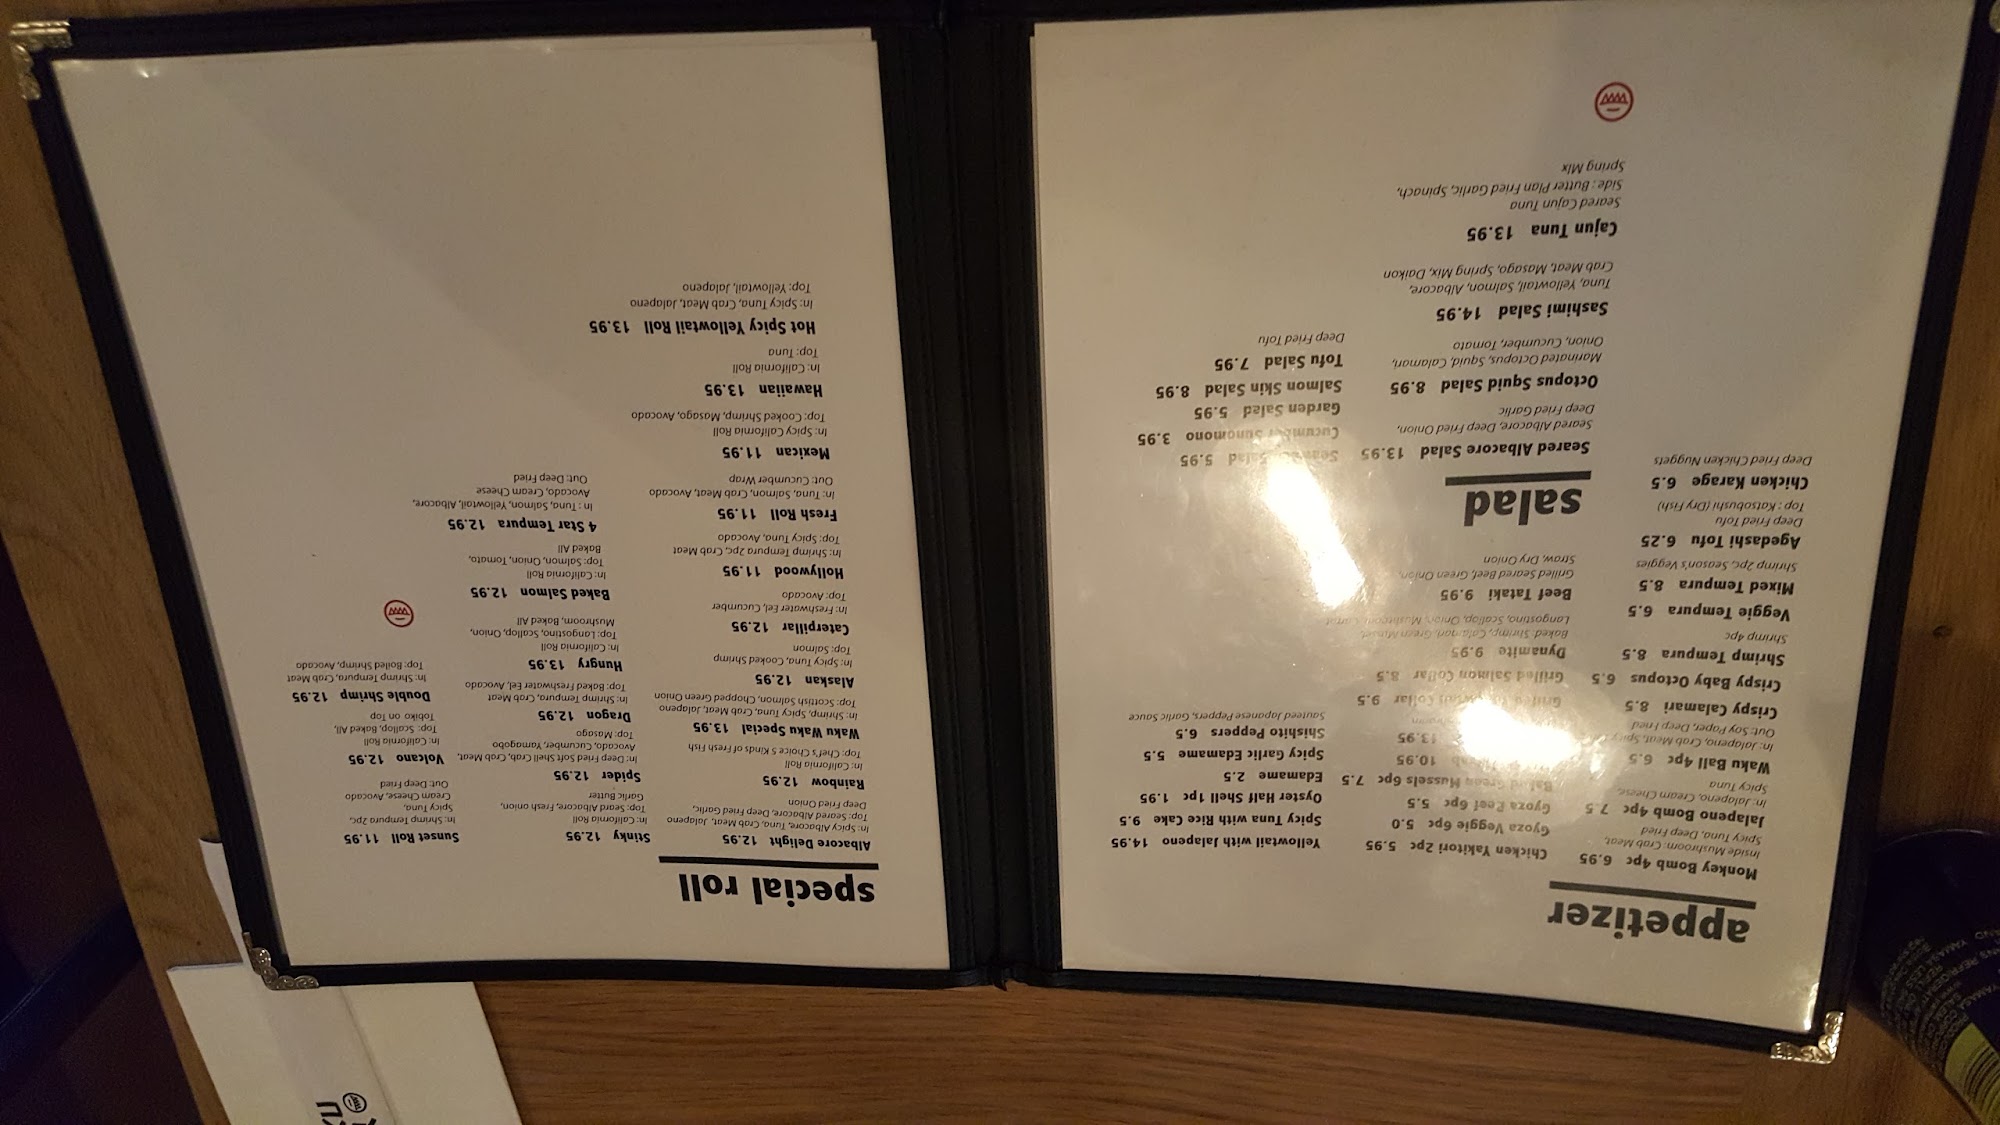 appetizer
Monkey Bomb 4pc 6.95
Inside Mushroom: Crab Meat,
Spicy Tuna, Deep Fried
Jalapeno Bomb 4pc 7.5
In: Jalapeno, Cream Cheese,
Spicy Tuna
Waku Ball 4pc 6.5
In: Jalapeno, Crab Meat, Spicy
Out: Soy Paper, Deep Fried
Crispy Calamari 8.5
Crispy Baby Octopus 6.5
Shrimp Tempura 8.5
Shrimp 4pc
Veggie Tempura 6.5
Mixed Tempura 8.5
Shrimp 2pc, Season's Veggies
Agedashi Tofu 6.25
Deep Fried Tofu
Top : Katsobushi (Dry Fish)
Chicken Karage 6.5
Deep Fried Chicken Nuggets
Chicken Yakitori 2pc 5.95
Gyoza Veggie 6pc 5.0
Gyoza Beef 6pc 5.5
Baked Green Mussels 6pc 7.5
10.95
13.95
Grilled Collar 9.5
Grilled Salmon Collar 8.5
Dynamite 9.95
Baked: Shrimp, Calamari, Green Mussel,
Langostino, Scallop, Onion, Mushroom, Carrot
Beef Tataki 9.95
Grilled Seared Beef, Green Onion,
Straw, Dry Onion
Yellowtail with Jalapeno 14.95
Spicy Tuna with Rice Cake 9.5
Oyster Half Shell 1pc 1.95
Edamame 2.5
Spicy Garlic Edamame 5.5
Shishito Peppers 6.5
Sauteed Japanese Peppers, Garlic Sauce
salad
Seared Albacore Salad 13.95
Seared Albacore, Deep Fried Onion,
Deep Fried Garlic
Octopus Squid Salad 8.95
Marinated Octopus, Squid, Calamari,
Onion, Cucumber, Tomato
Sashimi Salad 14.95
Tuna, Yellowtail, Salmon, Albacore,
Crab Meat, Masago, Spring Mix, Daikon
Cajun Tuna 13.95
Seared Cajun Tuna
Side : Butter Plan Fried Garlic, Spinach,
Spring Mix
Seaweed Salad 5.95
Cucumber Sunomono 3.95
Garden Salad 5.95
Salmon Skin Salad 8.95
Tofu Salad 7.95
Deep Fried Tofu
special roll
Albacore Delight 12.95
In: Spicy Albacore, Tuna, Crab Meat, Jalapeno
Top: Seared Albacore, Deep Fried Garlic,
Deep Fried Onion
Rainbow 12.95
In: California Roll
Top: Chef's Choice 5 Kinds of Fresh Fish
Waku Waku Special 13.95
In: Shrimp, Spicy Tuna, Crab Meat, Jalapeno
Top: Scottish Salmon, Chopped Green Onion
Alaskan 12.95
In: Spicy Tuna, Cooked Shrimp
Top: Salmon
Caterpillar 12.95
In: Freshwater Eel, Cucumber
Top: Avocado
Hollywood 11.95
In: Shrimp Tempura 2pc, Crab Meat
Top: Spicy Tuna, Avocado
Fresh Roll 11.95
In: Tuna, Salmon, Crab Meat, Avocado
Out: Cucumber Wrap
Mexican 11.95
In: Spicy California Roll
Top: Cooked Shrimp, Masago, Avocado
Hawaiian 13.95
In: California Roll
Top: Tuna
Hot Spicy Yellowtail Roll 13.95
In: Spicy Tuna, Crab Meat, Jalapeno
Top: Yellowtail, Jalapeno
Stinky 12.95
In: California Roll
Top: Seard Albacore, Fresh onion,
Garlic Butter
Spider 12.95
In: Deep Fried Soft Shell Crab, Crab Meat,
Avocado, Cucumber, Yamagobo
Top: Masago
Dragon 12.95
In: Shrimp Tempura, Crab Meat
Top: Baked Freshwater Eel, Avocado
Hungry 13.95
In: California Roll
Top: Langostino, Scallop, Onion,
Mushroom, Baked All
Baked Salmon 12.95
In: California Roll
Top: Salmon, Onion, Tomato,
Baked All
4 Star Tempura 12.95
In : Tuna, Salmon, Yellowtail, Albacore,
Avocado, Cream Cheese
Out: Deep Fried
Sunset Roll 11.95
In: Shrimp Tempura 2pc,
Spicy Tuna,
Cream Cheese, Avocado
Out: Deep Fried
Volcano 12.95
In: California Roll
Top: Scallop, Baked All,
Tobiko on Top
Double Shrimp 12.95
In: Shrimp Tempura, Crab Meat
Top: Boiled Shrimp, Avocado